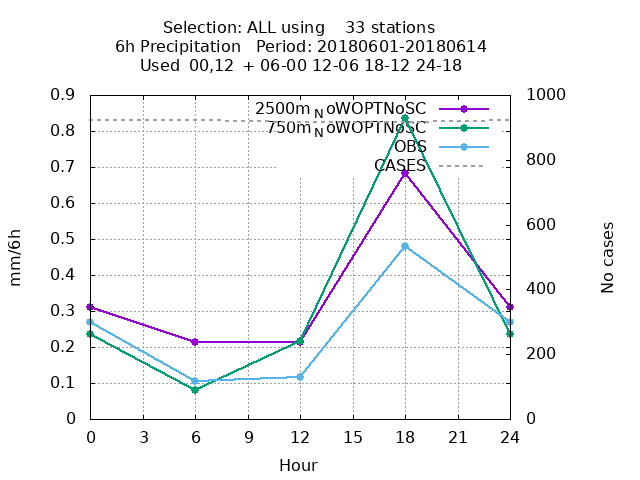 Selection: ALL using    33 stations
6h Precipitation   Period: 20180601-20180614
Used  00,12  + 06-00 12-06 18-12 24-18
0.9
0.8
0.7
0.6
0.5
0.4
0.3
0.2
0.1
0
1000
800
600
400
200
0
2500mNoWOPTNoSC
750mNoWOPTNoSC
OBS
CASES
mm/6h
No cases
0 3 6 9 12 15 18 21 24
Hour